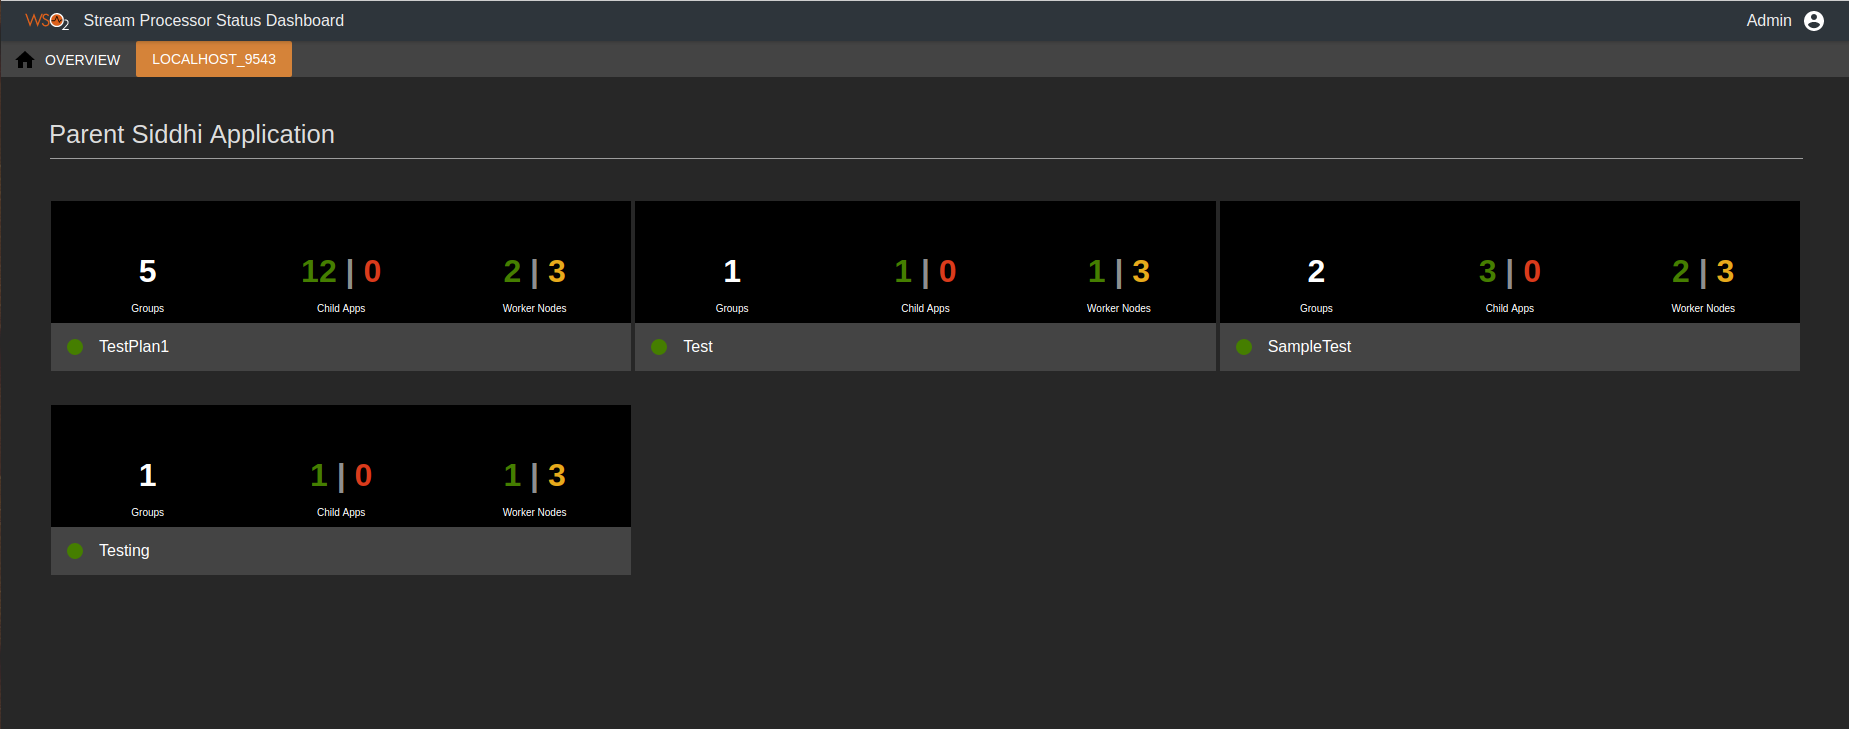 WSO2 Stream Processor Status Dashboard Admin
OVERVIEW LOCALHOST_9543
Parent Siddhi Application
5 12 | 0 2 | 3
Groups Child Apps Worker Nodes
TestPlan1
1 1 | 0 1 | 3
Groups Child Apps Worker Nodes
Test
2 3 | 0 2 | 3
Groups Child Apps Worker Nodes
SampleTest
1 1 | 0 1 | 3
Groups Child Apps Worker Nodes
Testing